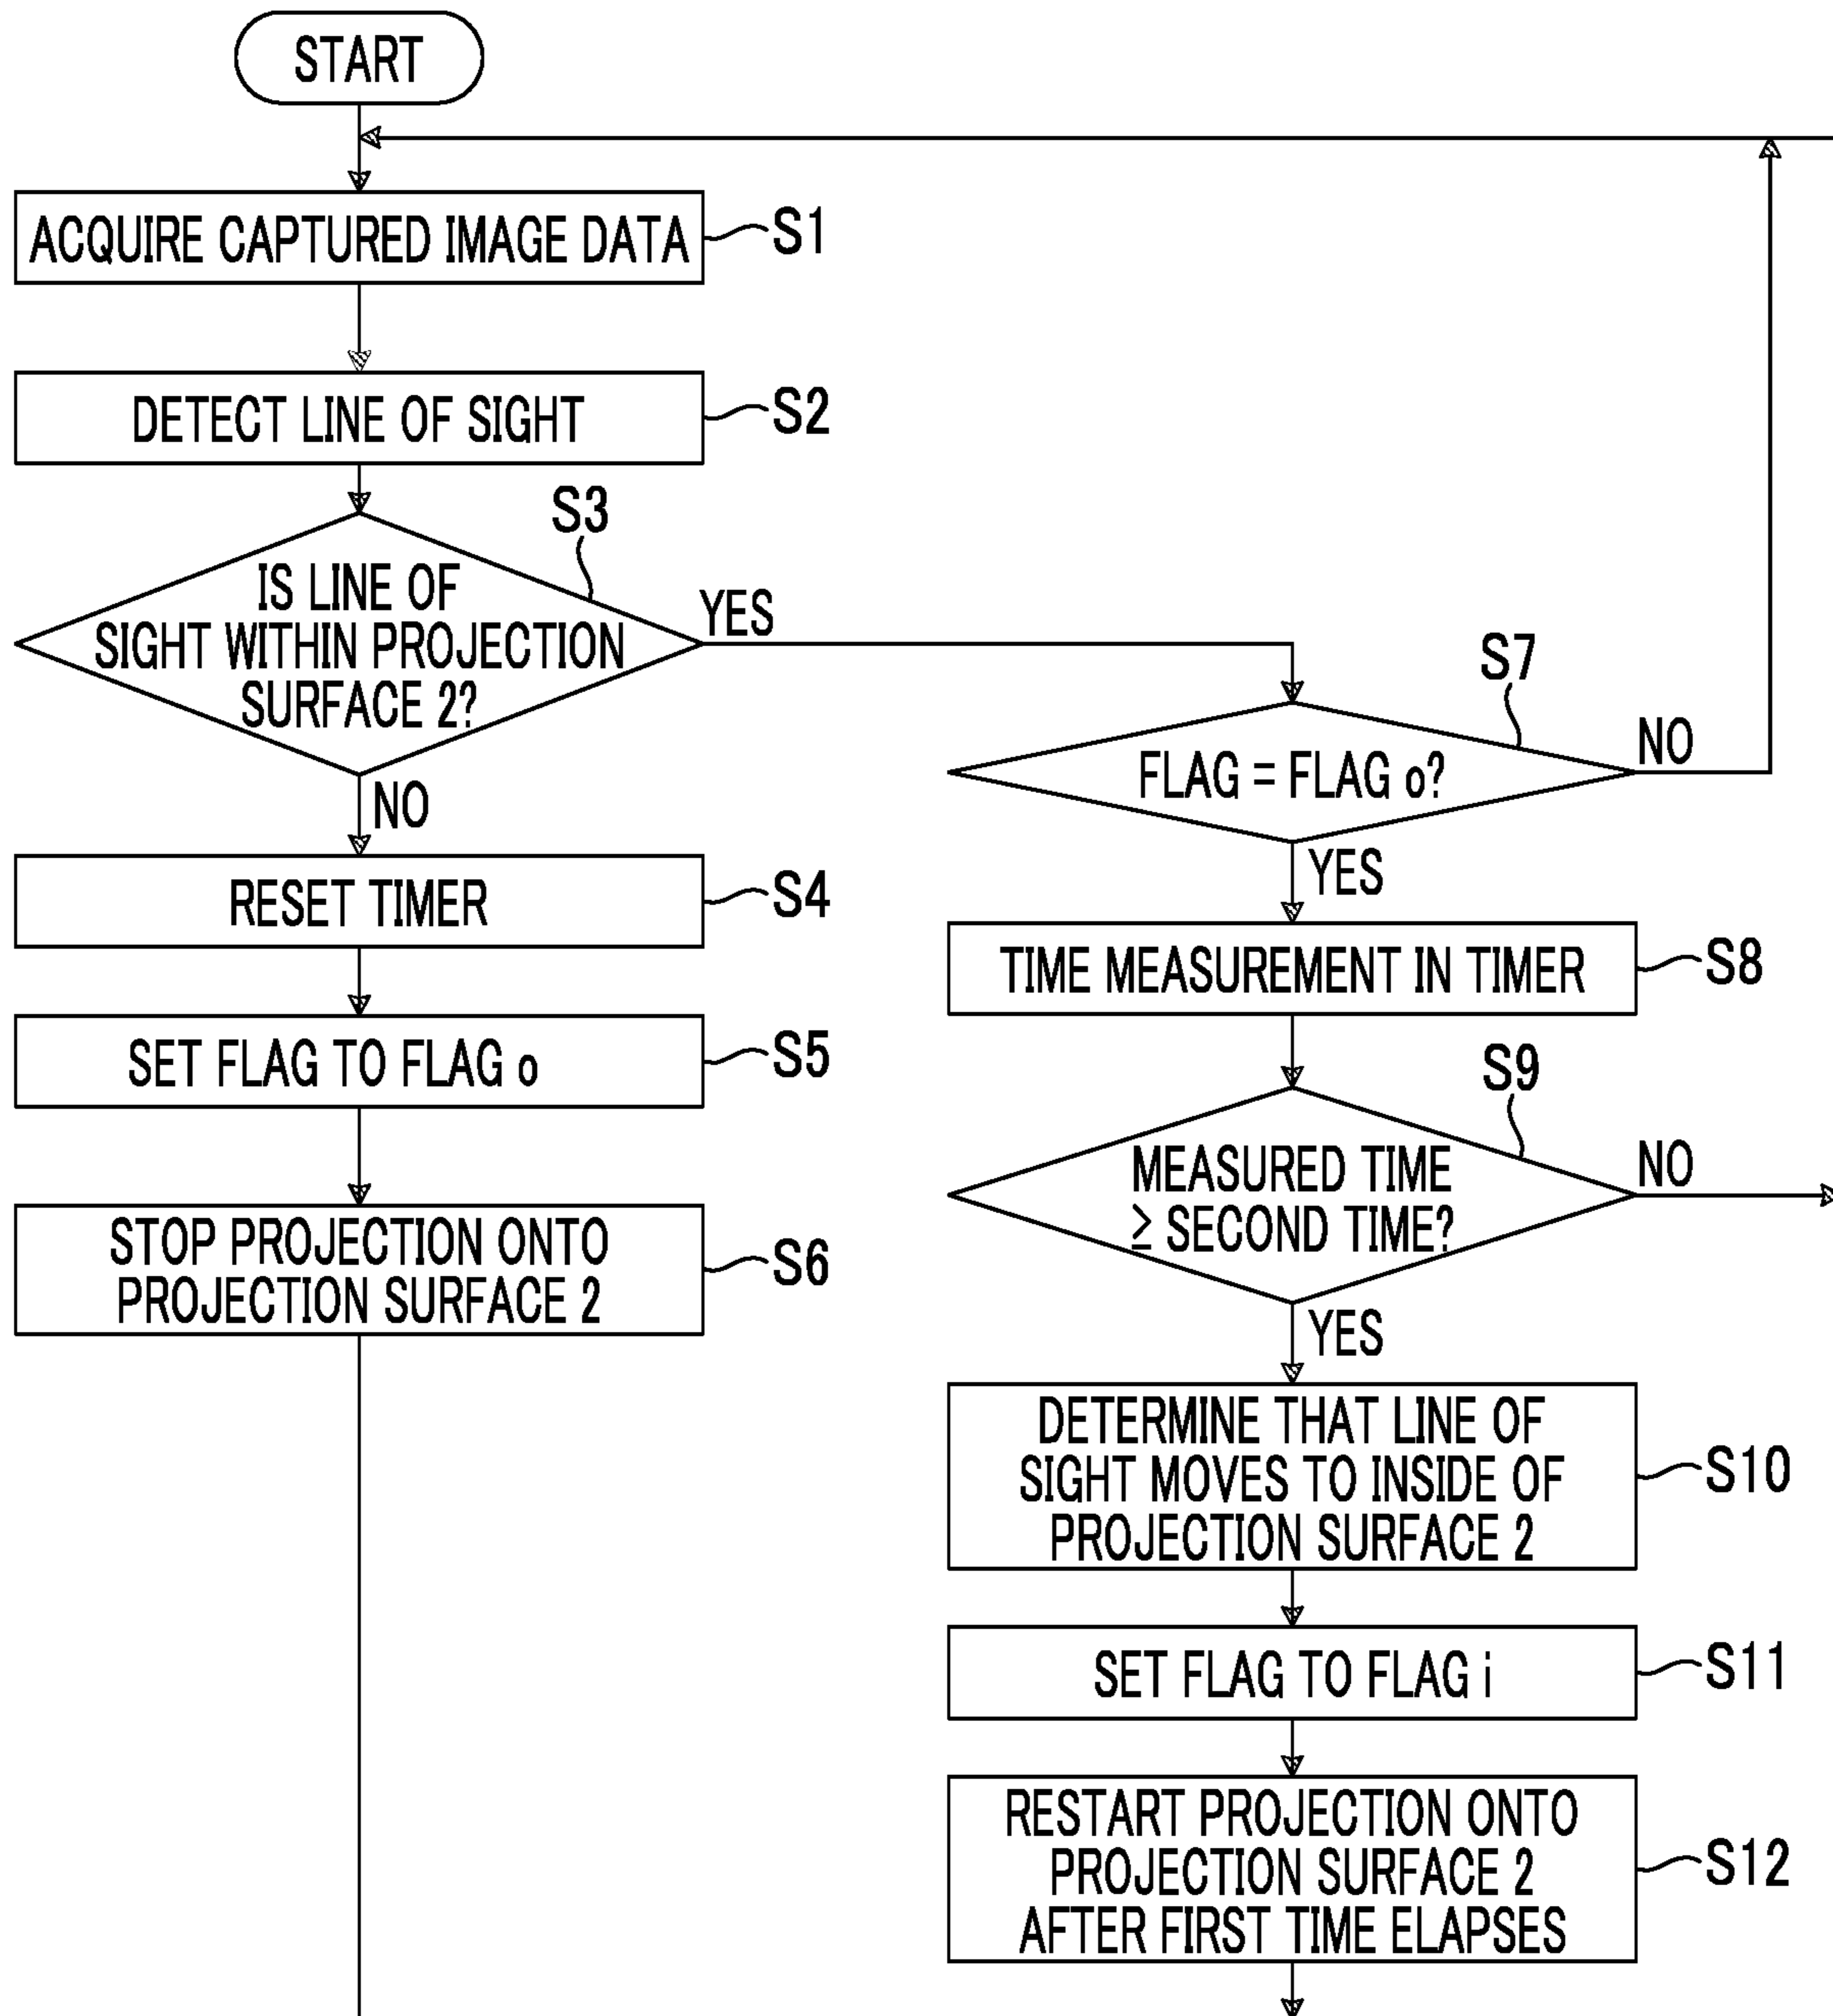 START
ACQUIRE CAPTURED IMAGE DATA
S1
DETECT LINE OF SIGHT
S2
S3
IS LINE OF
SIGHT WITHIN PROJECTION
SURFACE 2?
YES
NO
RESET TIMER
S4
SET FLAG TO FLAG o
S5
STOP PROJECTION ONTO
PROJECTION SURFACE 2
S6
S7
FLAG = FLAG o?
NO
YES
TIME MEASUREMENT IN TIMER
S8
S9
MEASURED TIME
≥ SECOND TIME?
NO
YES
DETERMINE THAT LINE OF
SIGHT MOVES TO INSIDE OF
PROJECTION SURFACE 2
S10
SET FLAG TO FLAG i
S11
RESTART PROJECTION ONTO
PROJECTION SURFACE 2
AFTER FIRST TIME ELAPSES
S12